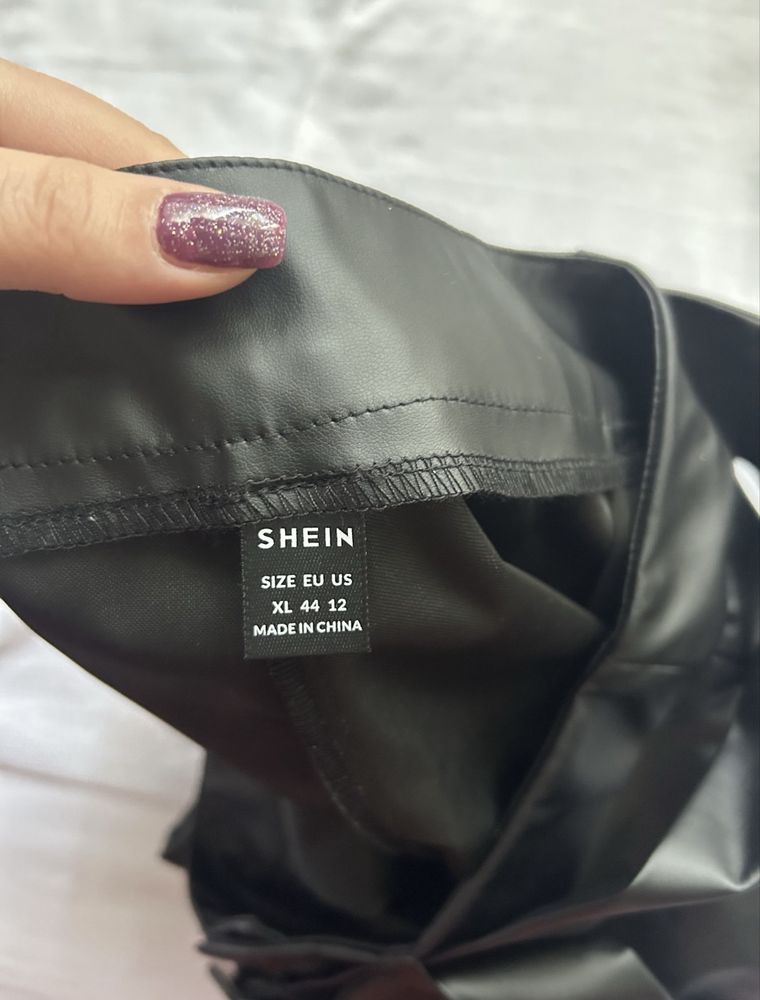 SHEIN
SIZE EU US
XL 44 12
MADE IN CHINA